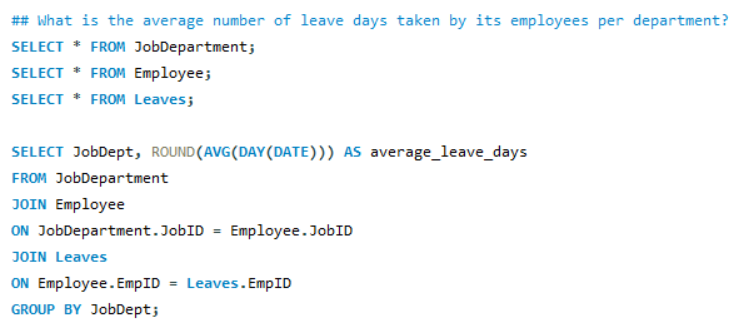 ## What is the average number of leave days taken by its employees per department?
SELECT * FROM JobDepartment;
SELECT * FROM Employee;
SELECT * FROM Leaves;
SELECT JobDept, ROUND(AVG(DAY(DATE))) AS average_leave_days
FROM JobDepartment
JOIN Employee
ON JobDepartment.JobID = Employee.JobID
JOIN Leaves
ON Employee.EmpID = Leaves.EmpID
GROUP BY JobDept;